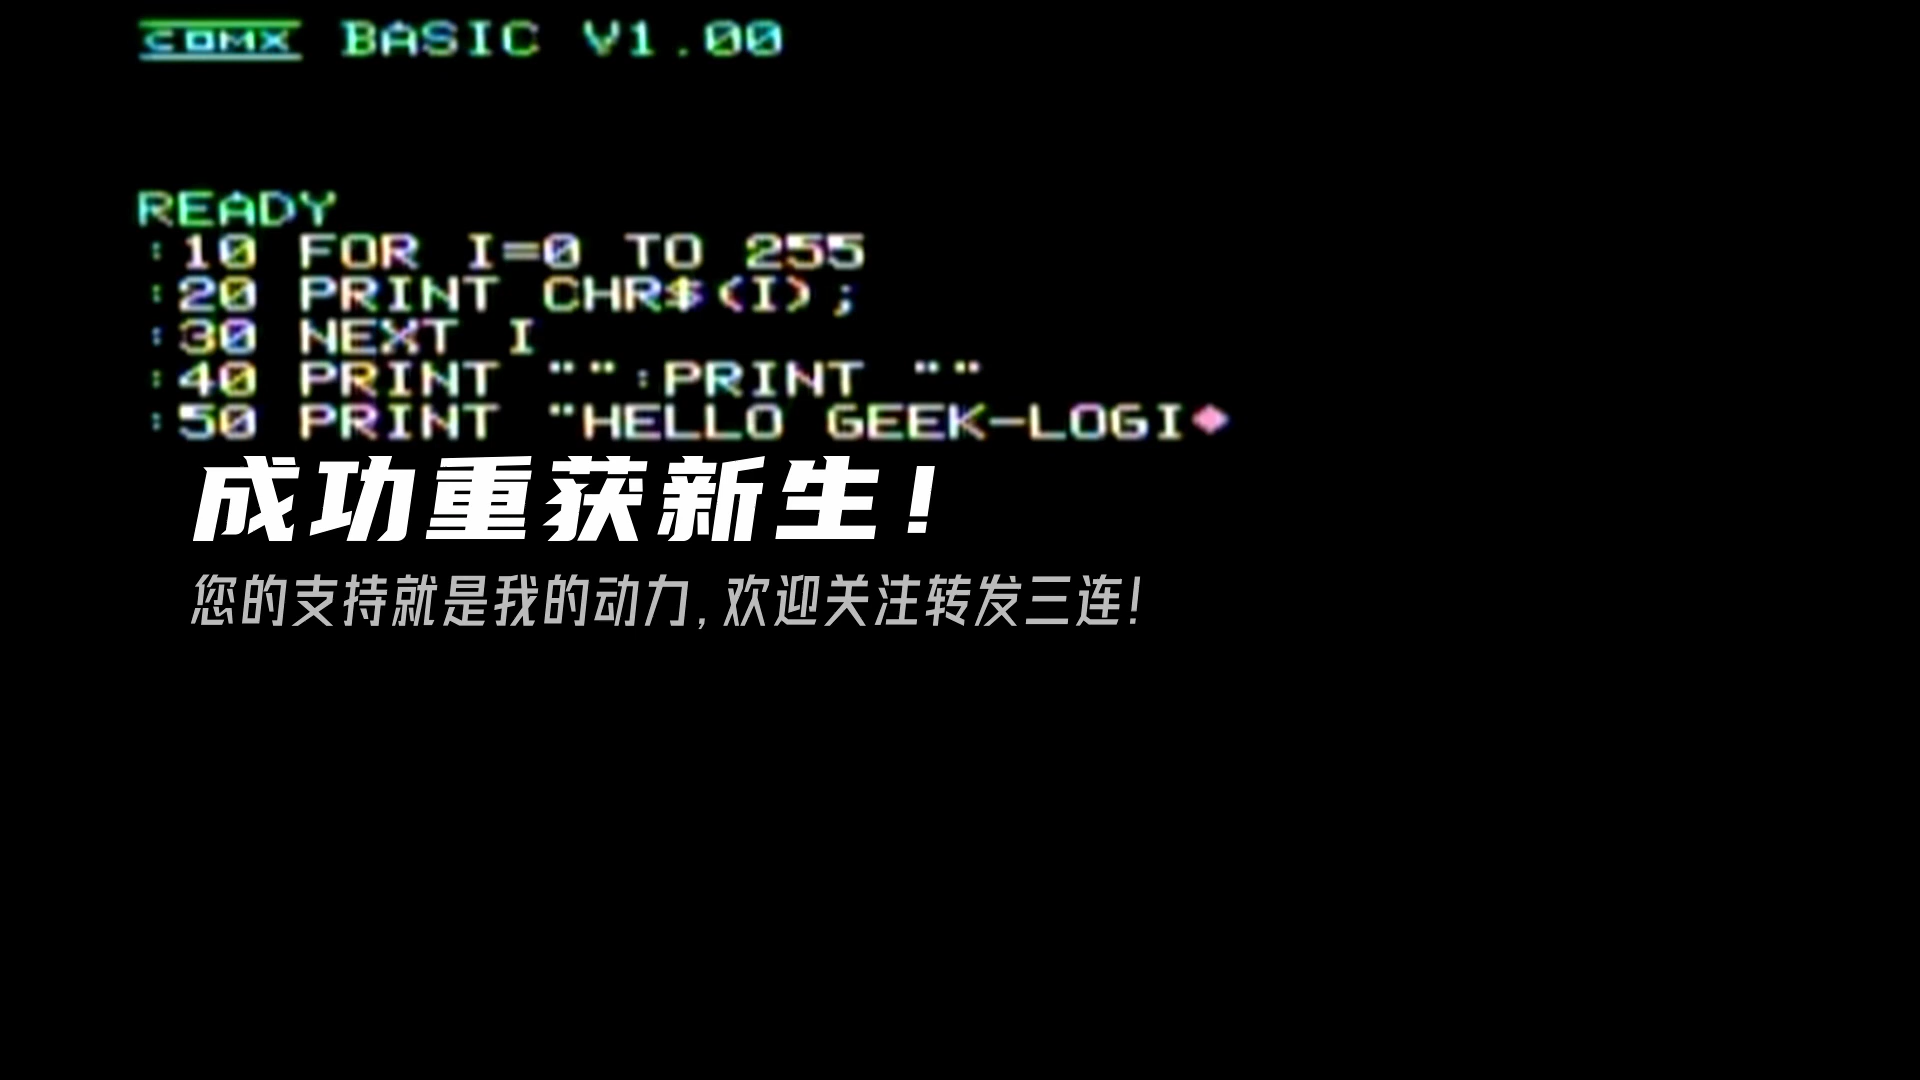 COMX BASIC V1.00
READY
:10 FOR I=0 TO 255
:20 PRINT CHR$(I);
:30 NEXT I
:40 PRINT "":PRINT ""
:50 PRINT "HELLO GEEK-LOGI
成功重获新生!
您的支持就是我的动力,欢迎关注转发三连!